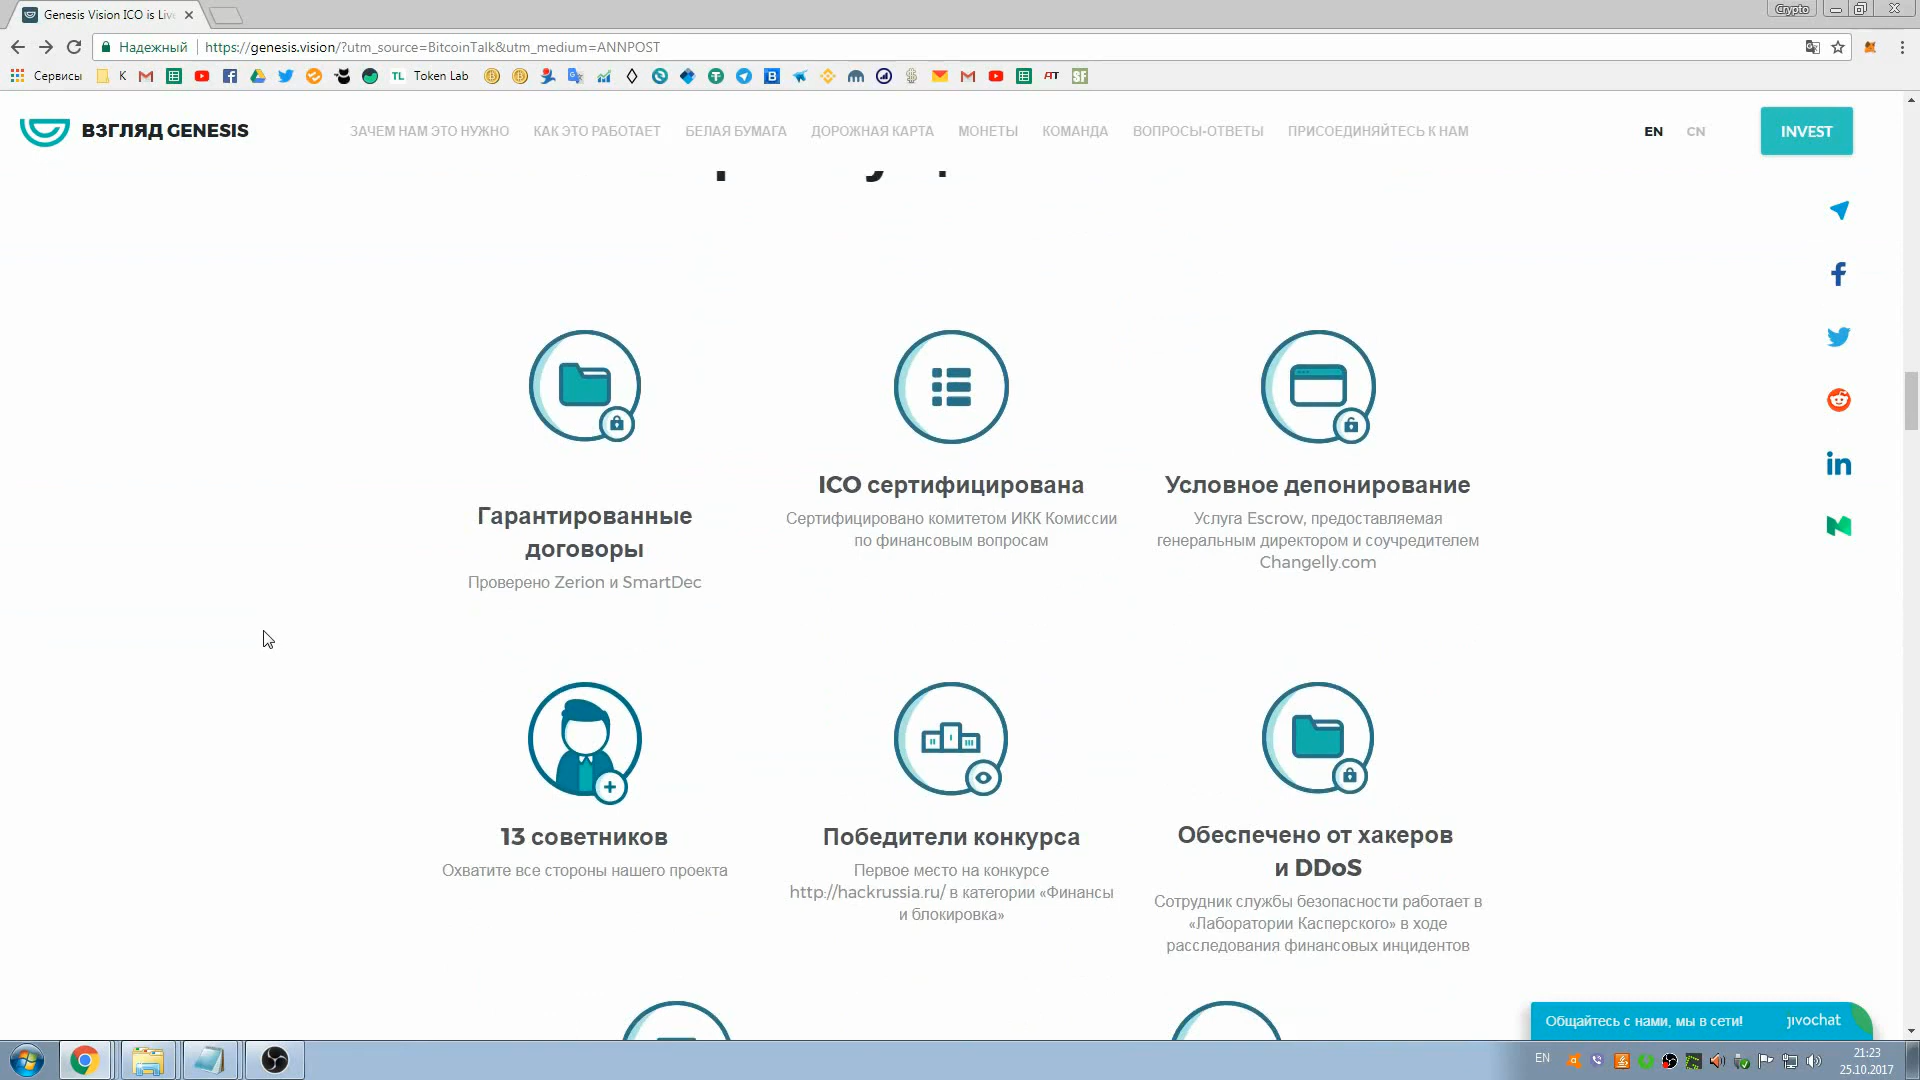 Genesis Vision ICO is Liv
Crypto
Надежный
https://genesis.vision/?utm_source=BitcoinTalk&utm_medium=ANNPOST
Сервисы
K
TL Token Lab
B
AT
SF
ВЗГЛЯД GENESIS
ЗАЧЕМ НАМ ЭТО НУЖНО
КАК ЭТО РАБОТАЕТ
БЕЛАЯ БУМАГА
ДОРОЖНАЯ КАРТА
МОНЕТЫ
КОМАНДА
ВОПРОСЫ-ОТВЕТЫ
ПРИСОЕДИНЯЙТЕСЬ К НАМ
EN
CN
INVEST
Гарантированные
договоры
Проверено Zerion и SmartDec
ICO сертифицирована
Сертифицировано комитетом ИКК Комиссии
по финансовым вопросам
Условное депонирование
Услуга Escrow, предоставляемая
генеральным директором и соучредителем
Changelly.com
13 советников
Охватите все стороны нашего проекта
Победители конкурса
Первое место на конкурсе
http://hackrussia.ru/ в категории «Финансы
и блокировка»
Обеспечено от хакеров
и DDoS
Сотрудник службы безопасности работает в
«Лаборатории Касперского» в ходе
расследования финансовых инцидентов
Общайтесь с нами, мы в сети!
jivochat
EN
21:23
25.10.2017